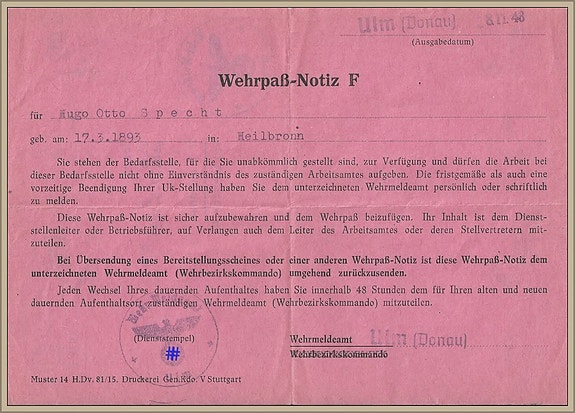 Ulm (Donau) 8.11.43
(Ausgabedatum)
Wehrpaß-Notiz F
für Hugo Otto Specht
geb. am: 17.3.1893 in: Heilbronn
Sie stehen der Bedarfsstelle, für die Sie unabkömmlich gestellt sind, zur Verfügung und dürfen die Arbeit bei
dieser Bedarfsstelle nicht ohne Einverständnis des zuständigen Arbeitsamtes aufgeben. Die fristgemäße als auch eine
vorzeitige Beendigung Ihrer Uk-Stellung haben Sie dem unterzeichneten Wehrmeldeamt persönlich oder schriftlich
zu melden.
Diese Wehrpaß-Notiz ist sicher aufzubewahren und dem Wehrpaß beizufügen. Ihr Inhalt ist dem Dienst-
stellenleiter oder Betriebsführer, auf Verlangen auch dem Leiter des Arbeitsamtes oder deren Stellvertretern mit-
zuteilen.
Bei Übersendung eines Bereitstellungsscheines oder einer anderen Wehrpaß-Notiz ist diese Wehrpaß-Notiz dem
unterzeichneten Wehrmeldeamt (Wehrbezirkskommando) umgehend zurückzusenden.
Jeden Wechsel Ihres dauernden Aufenthaltes haben Sie innerhalb 48 Stunden dem für Ihren alten und neuen
dauernden Aufenthaltsort zuständigen Wehrmeldeamt (Wehrbezirkskommando) mitzuteilen.
(Dienststempel)
Wehrmeldeamt Ulm (Donau)
Wehrbezirkskommando
Muster 14 H.Dv. 81/15. Druckerei Gen.Kdo. V Stuttgart